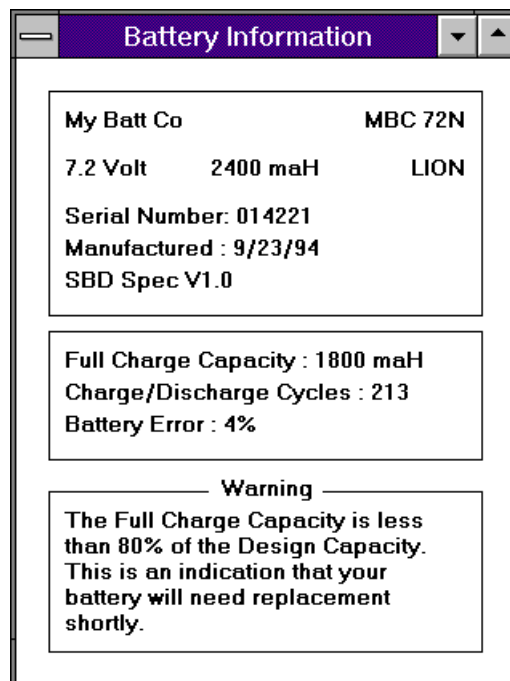 Battery Information
My Batt Co MBC 72N
7.2 Volt 2400 maH LION
Serial Number: 014221
Manufactured : 9/23/94
SBD Spec V1.0
Full Charge Capacity : 1800 maH
Charge/Discharge Cycles : 213
Battery Error : 4%
Warning
The Full Charge Capacity is less
than 80% of the Design Capacity.
This is an indication that your
battery will need replacement
shortly.